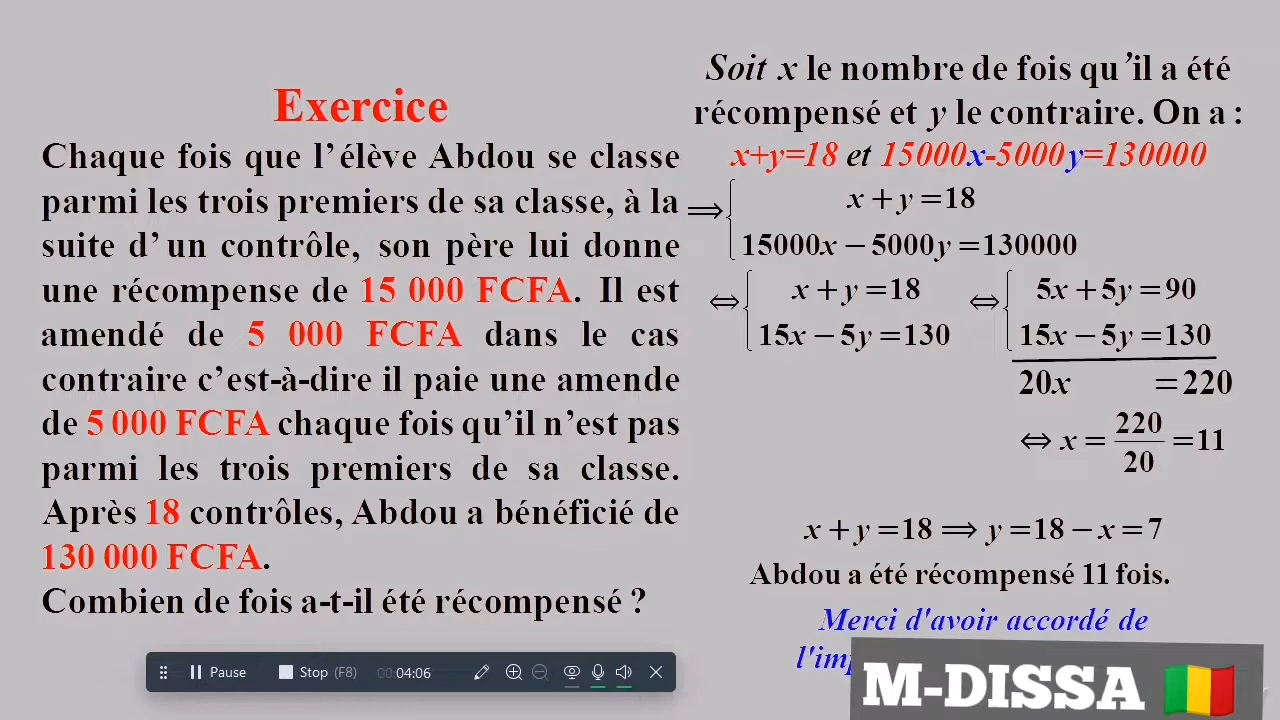 Exercice
Chaque fois que l’élève Abdou se classe
parmi les trois premiers de sa classe, à la
suite d’un contrôle, son père lui donne
une récompense de 15 000 FCFA. Il est
amendé de 5 000 FCFA dans le cas
contraire c’est-à-dire il paie une amende
de 5 000 FCFA chaque fois qu’il n’est pas
parmi les trois premiers de sa classe.
Après 18 contrôles, Abdou a bénéficié de
130 000 FCFA.
Combien de fois a-t-il été récompensé ?
Soit x le nombre de fois qu’il a été
récompensé et y le contraire. On a :
x+y=18 et 15000x-5000y=130000
⟹ { x + y = 18
15000x − 5000y = 130000
⇔ { x + y = 18
15x − 5y = 130
⇔ { 5x + 5y = 90
15x − 5y = 130
20x = 220
⇔ x = 220/20 = 11
x + y = 18 ⟹ y = 18 − x = 7
Abdou a été récompensé 11 fois.
Merci d'avoir accordé de
M-DISSA
Pause Stop (F8) 00:04:06